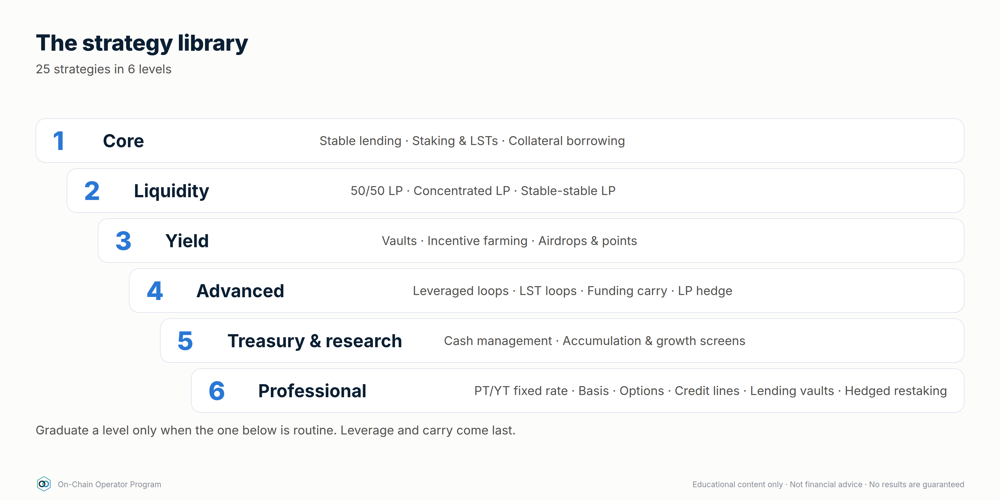 The strategy library
25 strategies in 6 levels
1 Core Stable lending · Staking & LSTs · Collateral borrowing
2 Liquidity 50/50 LP · Concentrated LP · Stable-stable LP
3 Yield Vaults · Incentive farming · Airdrops & points
4 Advanced Leveraged loops · LST loops · Funding carry · LP hedge
5 Treasury & research Cash management · Accumulation & growth screens
6 Professional PT/YT fixed rate · Basis · Options · Credit lines · Lending vaults · Hedged restaking
Graduate a level only when the one below is routine. Leverage and carry come last.
On-Chain Operator Program Educational content only · Not financial advice · No results are guaranteed